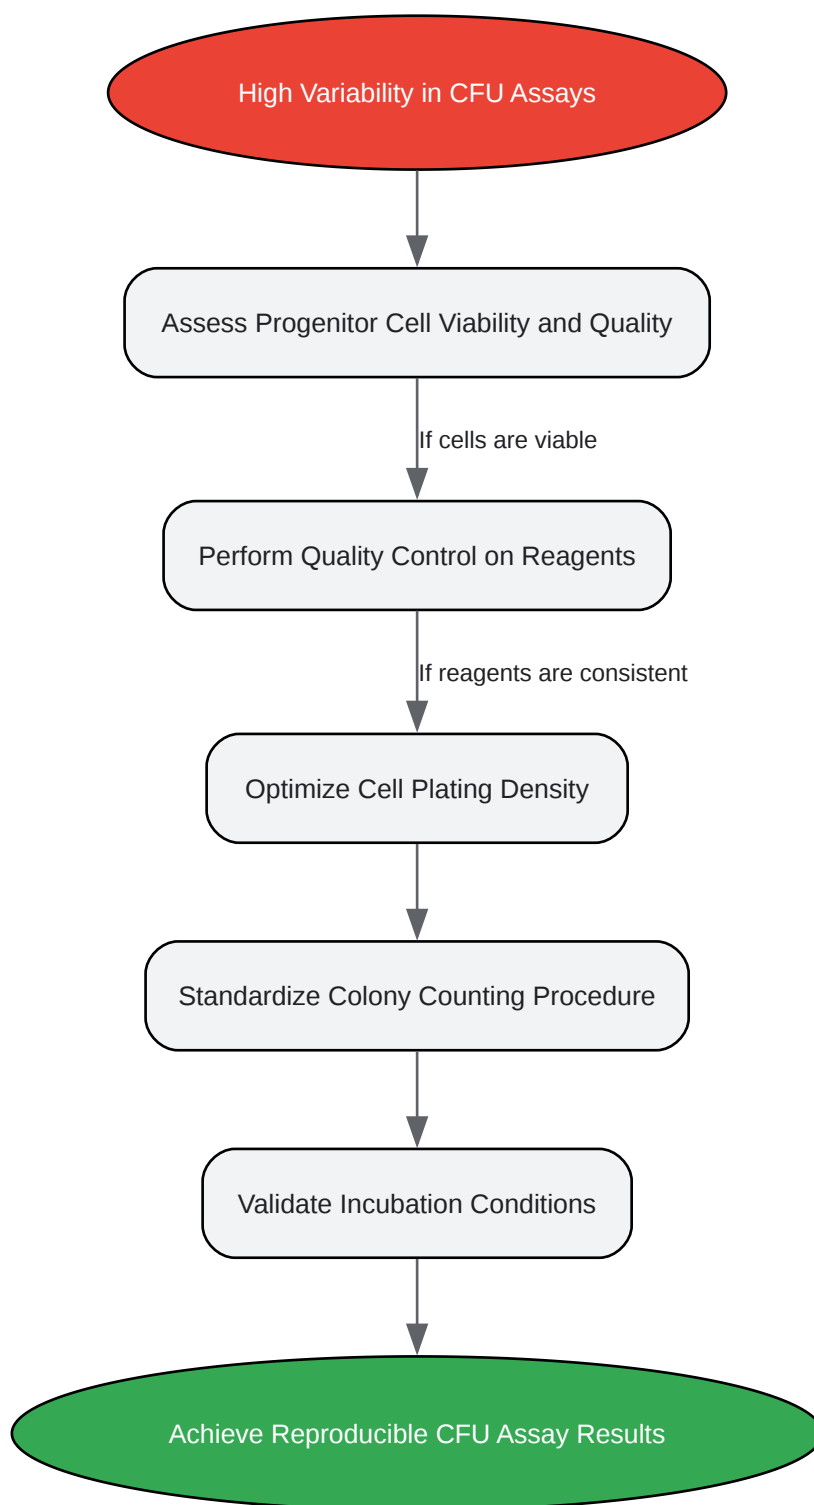 High Variability in CFU Assays
Assess Progenitor Cell Viability and Quality
If cells are viable
Perform Quality Control on Reagents
If reagents are consistent
Optimize Cell Plating Density
Standardize Colony Counting Procedure
Validate Incubation Conditions
Achieve Reproducible CFU Assay Results